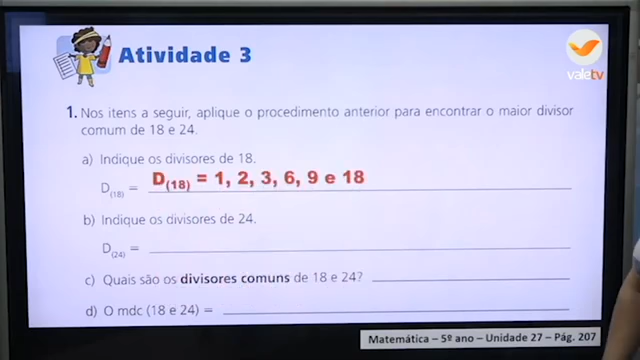 Atividade 3
valetv
1. Nos itens a seguir, aplique o procedimento anterior para encontrar o maior divisor
comum de 18 e 24.
a) Indique os divisores de 18.
D(18) = D(18) = 1, 2, 3, 6, 9 e 18
b) Indique os divisores de 24.
D(24) =
c) Quais são os divisores comuns de 18 e 24?
d) O mdc (18 e 24) =
Matemática – 5º ano – Unidade 27 – Pág. 207